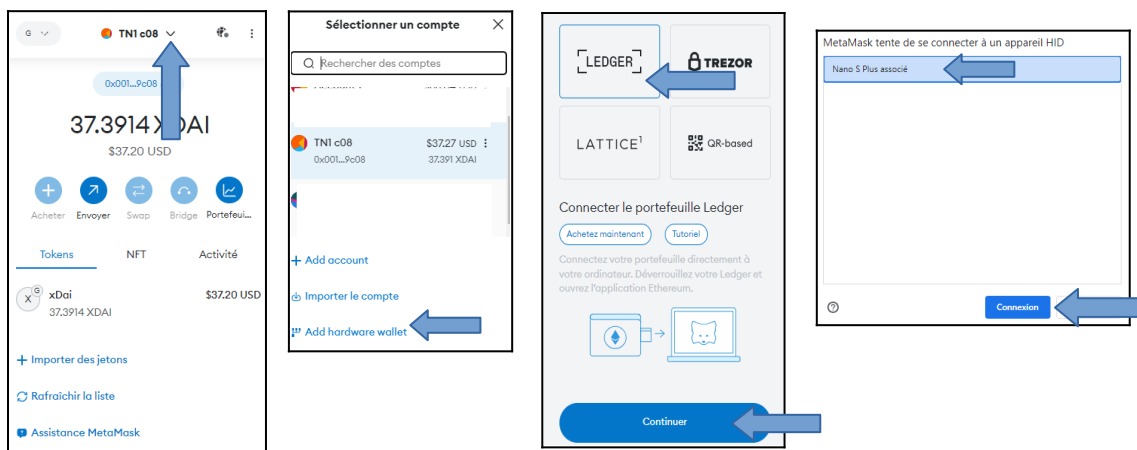 G
TN1 c08
0x001...9c08
37.3914 XDAI
$37.20 USD
Acheter
Envoyer
Swap
Bridge
Portefeui...
Tokens
NFT
Activité
X
G
xDai
$37.20 USD
37.3914 XDAI
+ Importer des jetons
Rafraîchir la liste
Assistance MetaMask
Sélectionner un compte
Rechercher des comptes
TN1 c08
$37.27 USD
0x001...9c08
37.391 XDAI
+ Add account
Importer le compte
Add hardware wallet
LEDGER
TREZOR
LATTICE1
QR-based
Connecter le portefeuille Ledger
Achetez maintenant
Tutoriel
Connectez votre portefeuille directement à
votre ordinateur. Déverrouillez votre Ledger et
ouvrez l'application Ethereum.
Continuer
MetaMask tente de se connecter à un appareil HID
Nano S Plus associé
Connexion